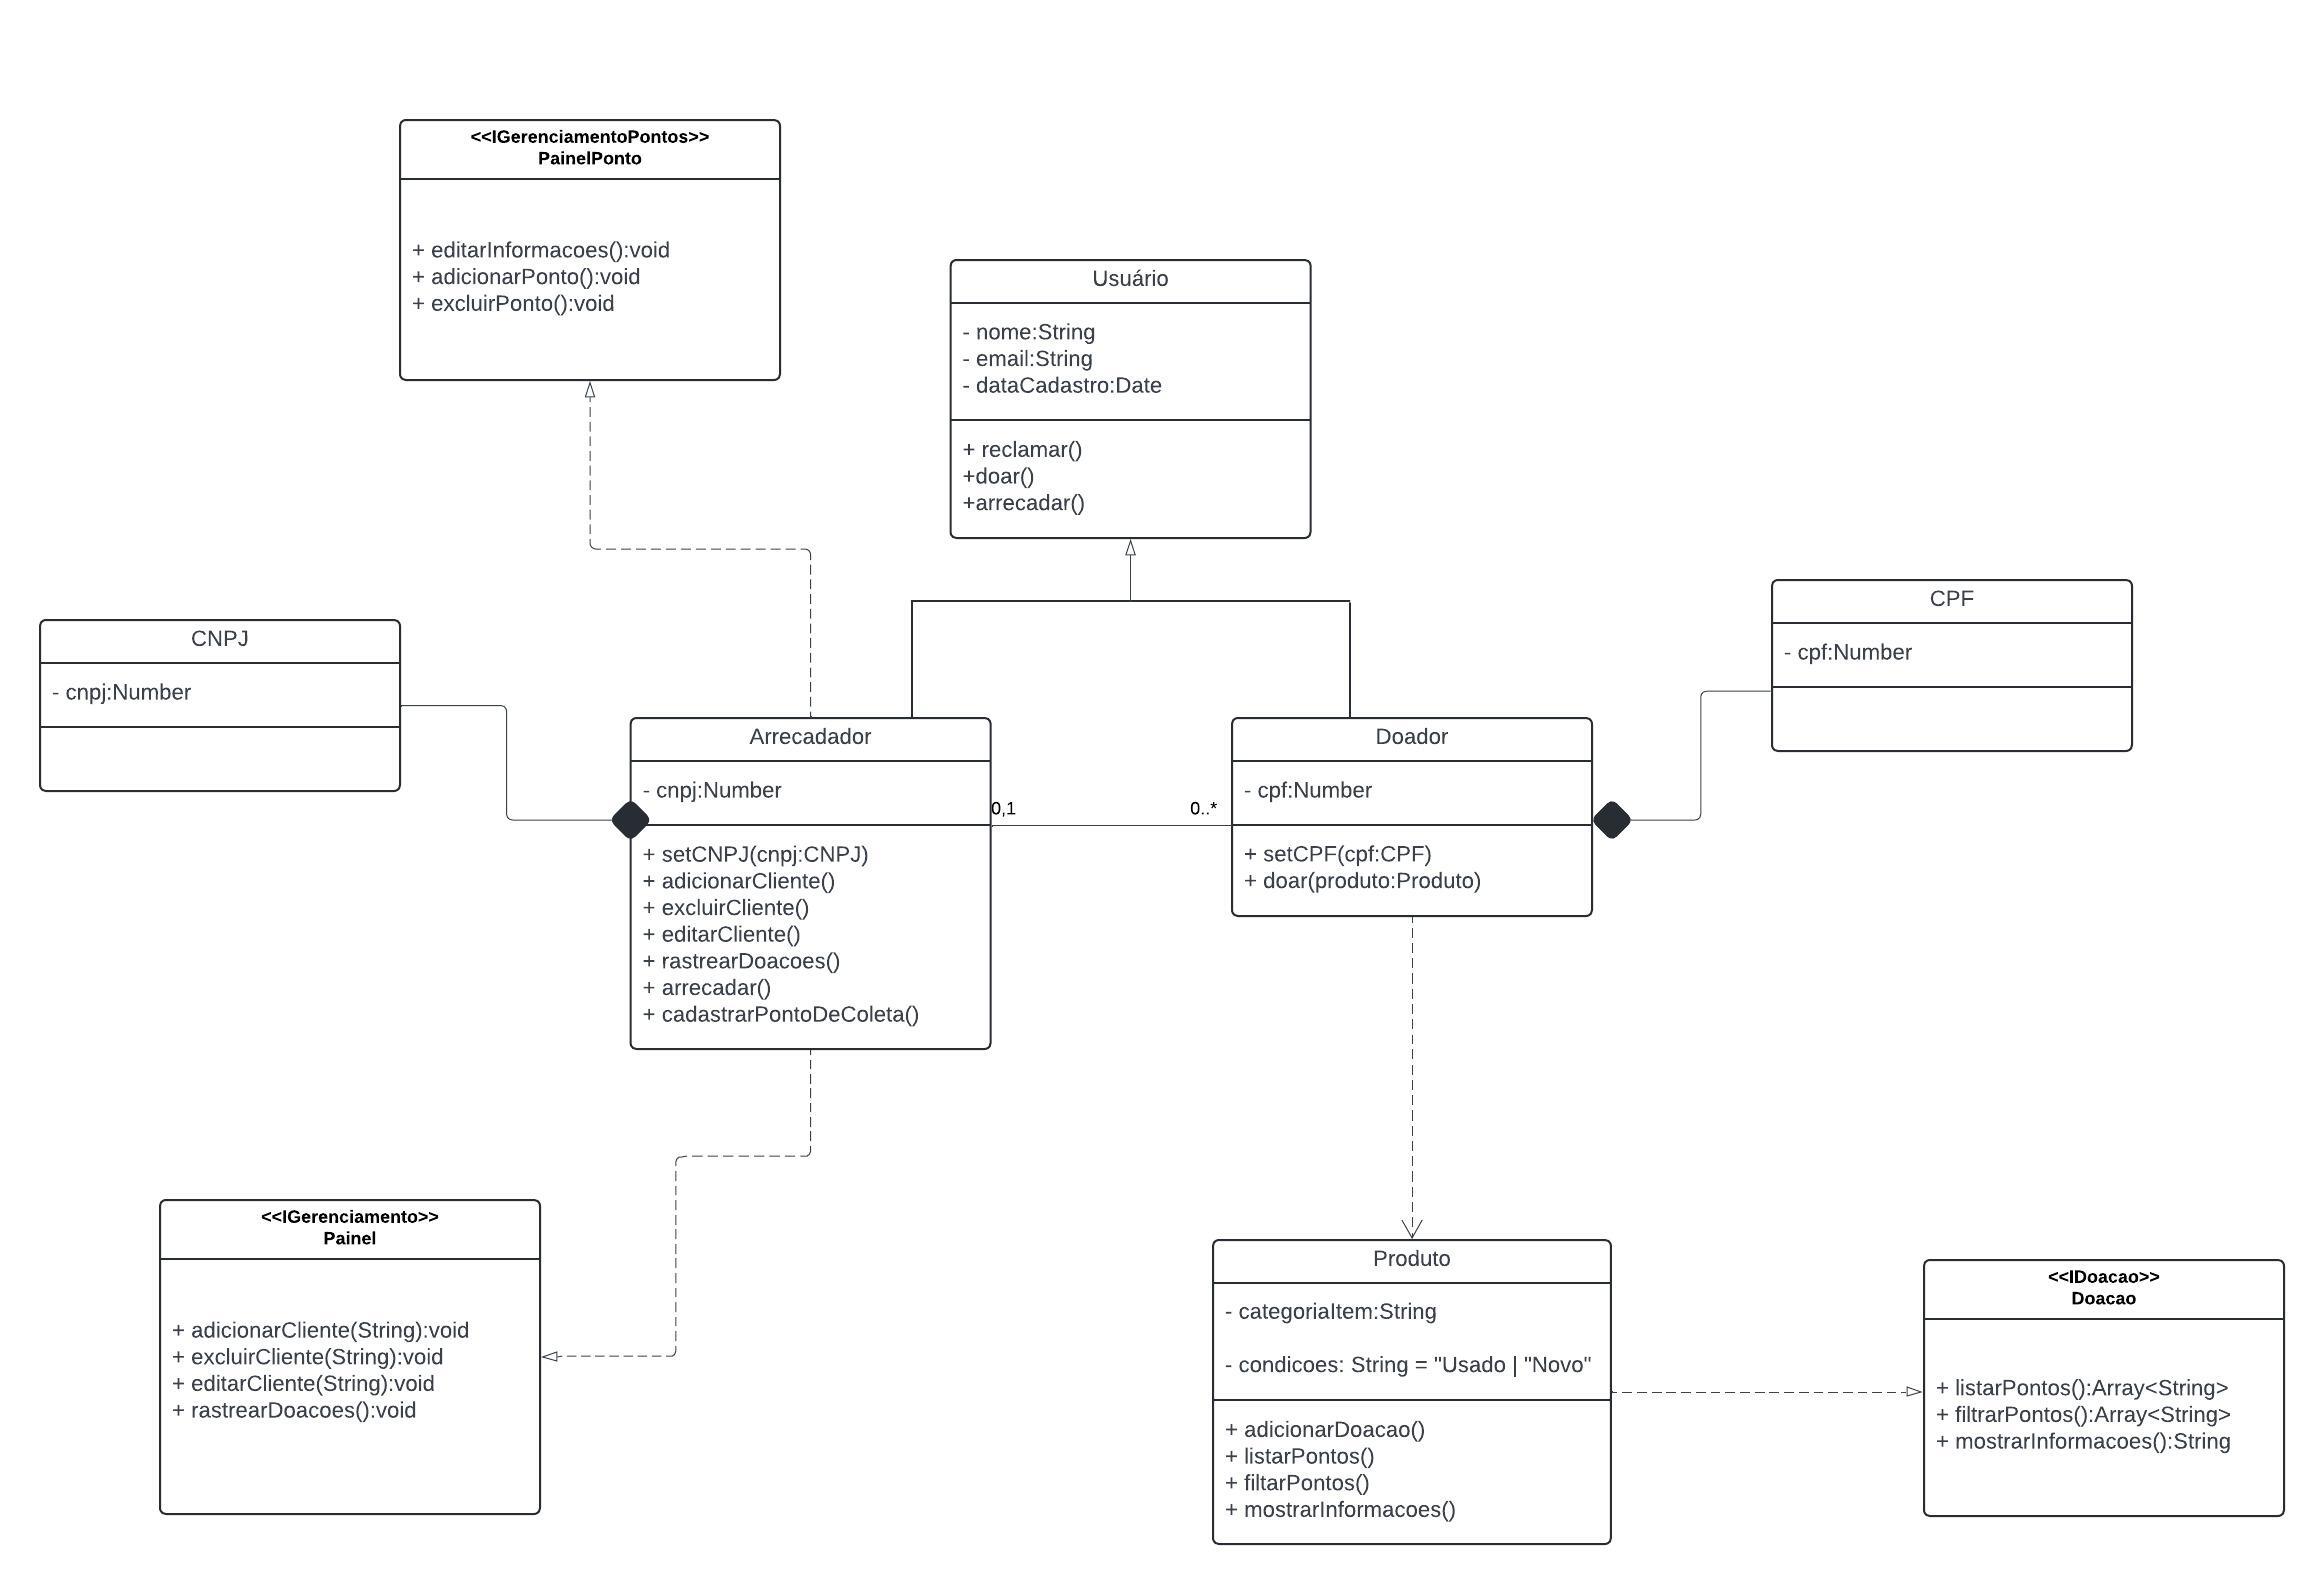 <<IGerenciamentoPontos>>
PainelPonto
+ editarInformacoes():void
+ adicionarPonto():void
+ excluirPonto():void
Usuário
- nome:String
- email:String
- dataCadastro:Date
+ reclamar()
+doar()
+arrecadar()
CNPJ
- cnpj:Number
CPF
- cpf:Number
Arrecadador
- cnpj:Number
+ setCNPJ(cnpj:CNPJ)
+ adicionarCliente()
+ excluirCliente()
+ editarCliente()
+ rastrearDoacoes()
+ arrecadar()
+ cadastrarPontoDeColeta()
0,1
0..*
Doador
- cpf:Number
+ setCPF(cpf:CPF)
+ doar(produto:Produto)
<<IGerenciamento>>
Painel
+ adicionarCliente(String):void
+ excluirCliente(String):void
+ editarCliente(String):void
+ rastrearDoacoes():void
Produto
- categoriaItem:String
- condicoes: String = "Usado | "Novo"
+ adicionarDoacao()
+ listarPontos()
+ filtarPontos()
+ mostrarInformacoes()
<<IDoacao>>
Doacao
+ listarPontos():Array<String>
+ filtrarPontos():Array<String>
+ mostrarInformacoes():String